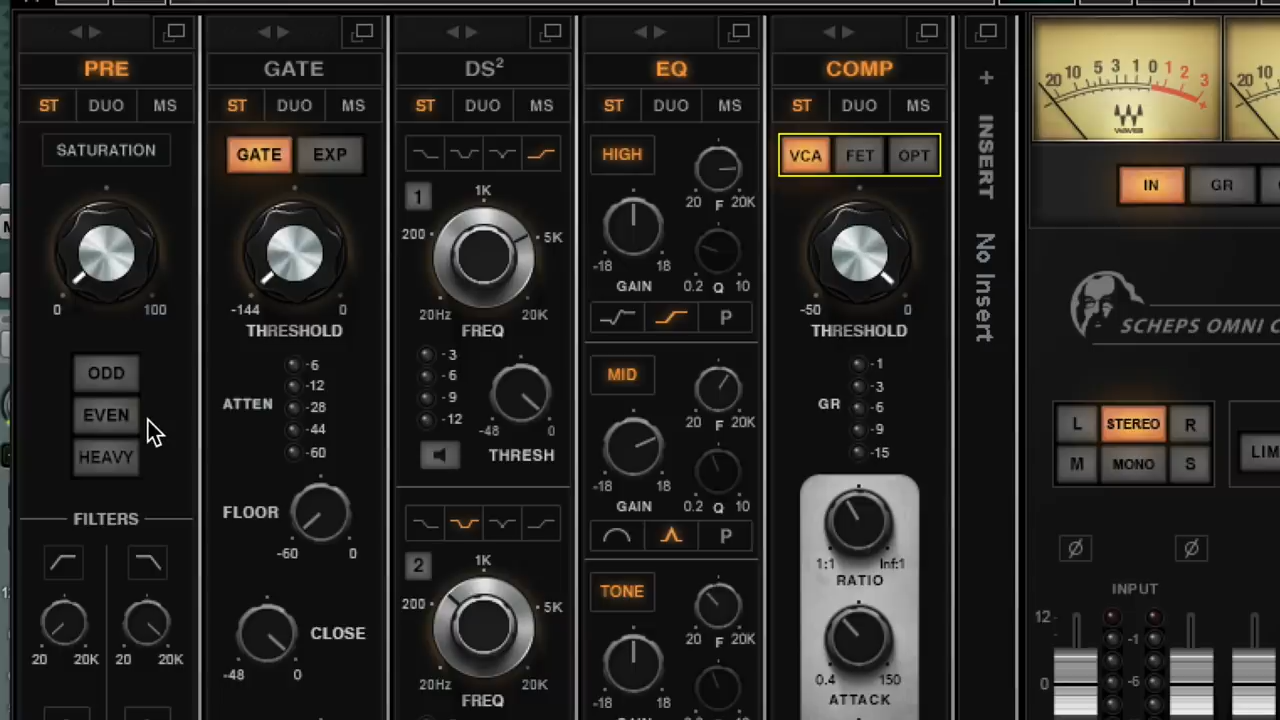 PRE
ST DUO MS
SATURATION
0 100
ODD
EVEN
HEAVY
FILTERS
20 20K 20 20K
GATE
ST DUO MS
GATE EXP
-144 0
THRESHOLD
ATTEN
-6
-12
-28
-44
-60
FLOOR
-60 0
CLOSE
-48 0
DS²
ST DUO MS
1
1K
200 5K
20Hz 20K
FREQ
-3
-6
-9
-12
-48 0
THRESH
2
1K
200 5K
20Hz 20K
FREQ
EQ
ST DUO MS
HIGH
20 F 20K
-18 18
GAIN
0.2 Q 10
P
MID
20 F 20K
-18 18
GAIN
0.2 Q 10
P
TONE
20 F 20K
-18 18
COMP
ST DUO MS
VCA FET OPT
-50 0
THRESHOLD
GR
-1
-3
-6
-9
-15
1:1 Inf:1
RATIO
0.4 150
ATTACK
+
INSERT
No Insert
20 10 5 3 1 0 1 2 3
WAVES
20 10
IN GR
SCHEPS OMNI C
L STEREO R
M MONO S
LIM
Ø Ø
INPUT
12
-1
-6
0